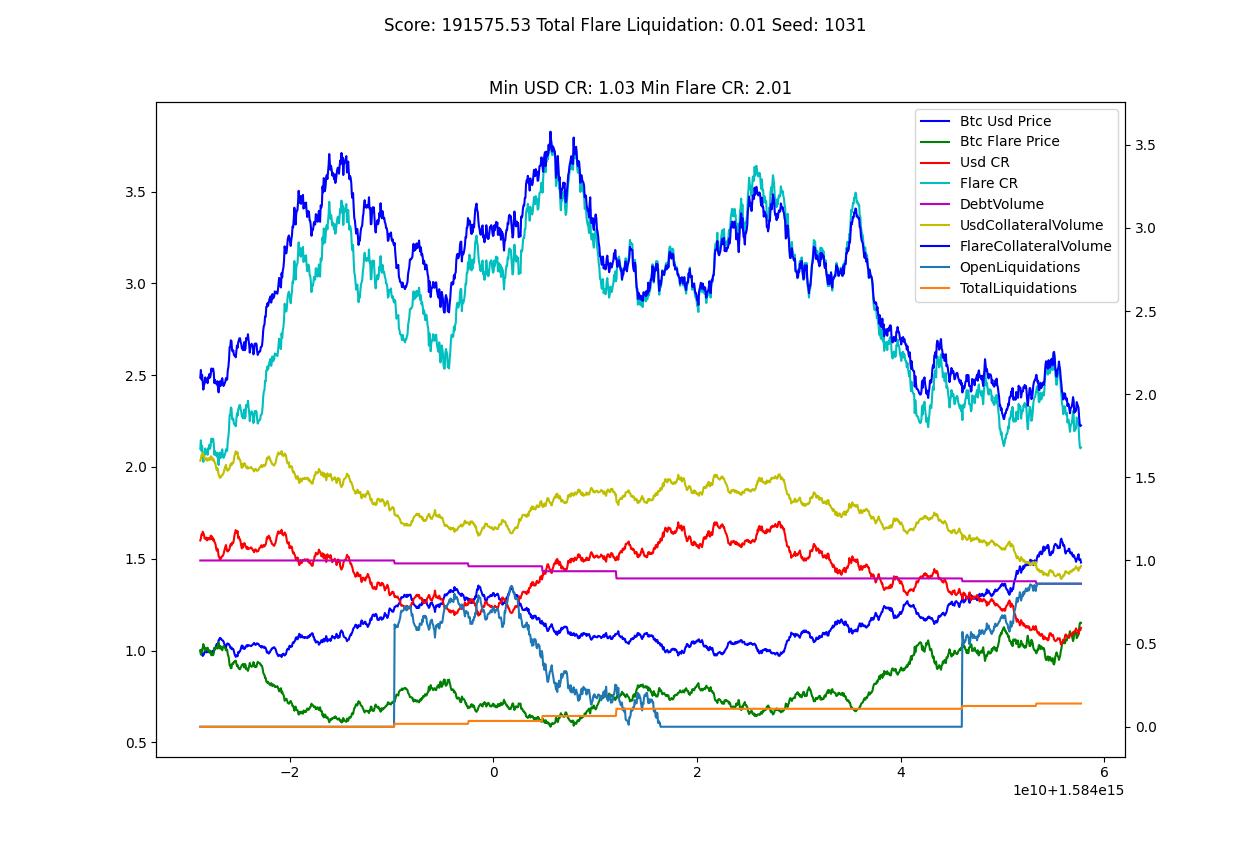 Score: 191575.53 Total Flare Liquidation: 0.01 Seed: 1031
Min USD CR: 1.03 Min Flare CR: 2.01
Btc Usd Price
Btc Flare Price
Usd CR
Flare CR
DebtVolume
UsdCollateralVolume
FlareCollateralVolume
OpenLiquidations
TotalLiquidations
3.5
3.0
2.5
2.0
1.5
1.0
0.5
3.5
3.0
2.5
2.0
1.5
1.0
0.5
0.0
−2 0 2 4 6
1e10+1.584e15